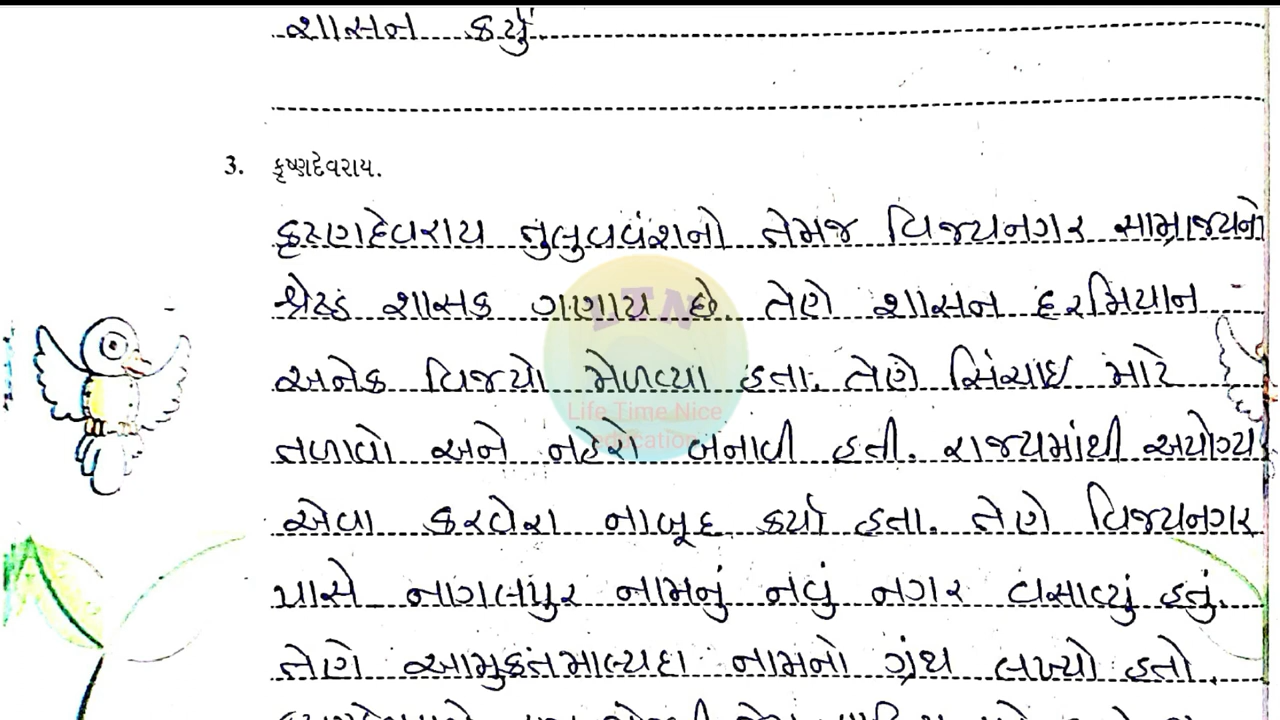 શાસન કર્યું.
3. કૃષ્ણદેવરાય.
કૃષ્ણદેવરાય તુલુવવંશનો તેમજ વિજયનગર સામ્રાજ્યનો
શ્રેષ્ઠ શાસક ગણાય છે. તેણે શાસન દરમિયાન
અનેક વિજયો મેળવ્યા હતા. તેણે સિંચાઈ માટે
તળાવો અને નહેરો બનાવી હતી. રાજ્યમાંથી અયોગ્ય
એવા કરવેરા નાબૂદ કર્યા હતા. તેણે વિજયનગર
પાસે નાગલપુર નામનું નવું નગર વસાવ્યું હતું.
તેણે આમુક્તમાલ્યદા નામનો ગ્રંથ લખ્યો હતો.
LTN
Life Time Nice
education